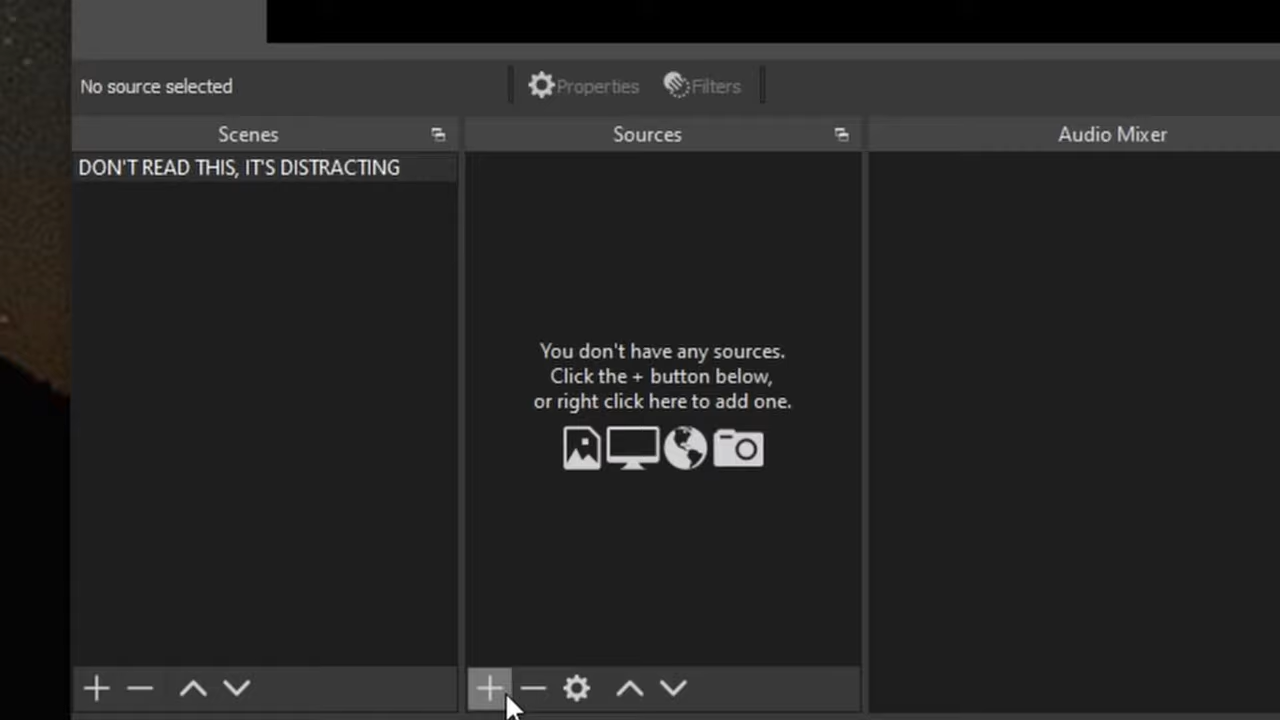 No source selected
Properties
Filters
Scenes
Sources
Audio Mixer
DON'T READ THIS, IT'S DISTRACTING
You don't have any sources.
Click the + button below,
or right click here to add one.